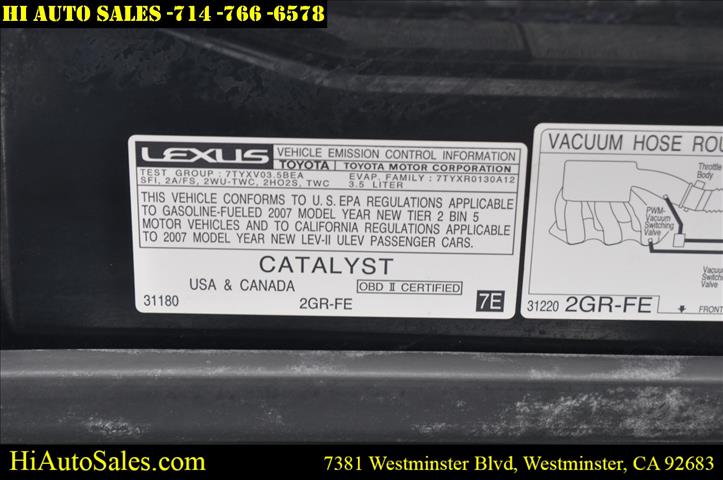 HI AUTO SALES -714 -766 -6578
LEXUS VEHICLE EMISSION CONTROL INFORMATION
TOYOTA TOYOTA MOTOR CORPORATION
TEST GROUP : 7TYXV03.5BEA EVAP. FAMILY : 7TYXR0130A12
SFI, 2A/FS, 2WU-TWC, 2HO2S, TWC 3.5 LITER
THIS VEHICLE CONFORMS TO U.S. EPA REGULATIONS APPLICABLE
TO GASOLINE-FUELED 2007 MODEL YEAR NEW TIER 2 BIN 5
MOTOR VEHICLES AND TO CALIFORNIA REGULATIONS APPLICABLE
TO 2007 MODEL YEAR NEW LEV-II ULEV PASSENGER CARS.
CATALYST
USA & CANADA OBD II CERTIFIED
31180 2GR-FE 7E
VACUUM HOSE ROU
Throttle
Body
PWM-
Vacuum
Switching
Valve
Vacuum
Switching
Valve
31220 2GR-FE FRONT
HiAutoSales.com 7381 Westminster Blvd, Westminster, CA 92683